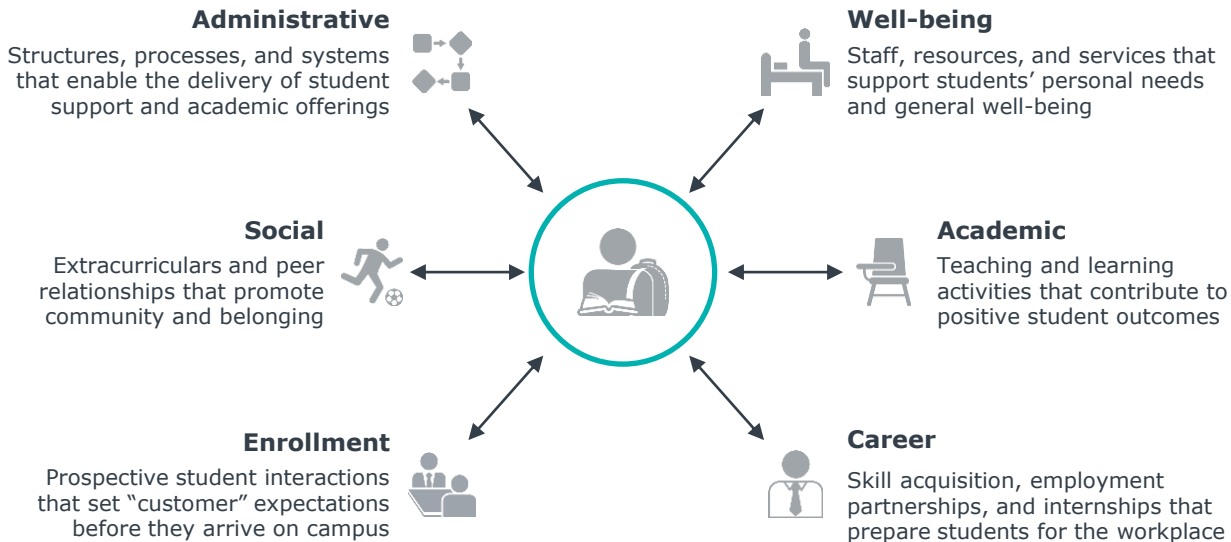 Administrative
Structures, processes, and systems
that enable the delivery of student
support and academic offerings
Well-being
Staff, resources, and services that
support students’ personal needs
and general well-being
Social
Extracurriculars and peer
relationships that promote
community and belonging
Academic
Teaching and learning
activities that contribute to
positive student outcomes
Enrollment
Prospective student interactions
that set “customer” expectations
before they arrive on campus
Career
Skill acquisition, employment
partnerships, and internships that
prepare students for the workplace